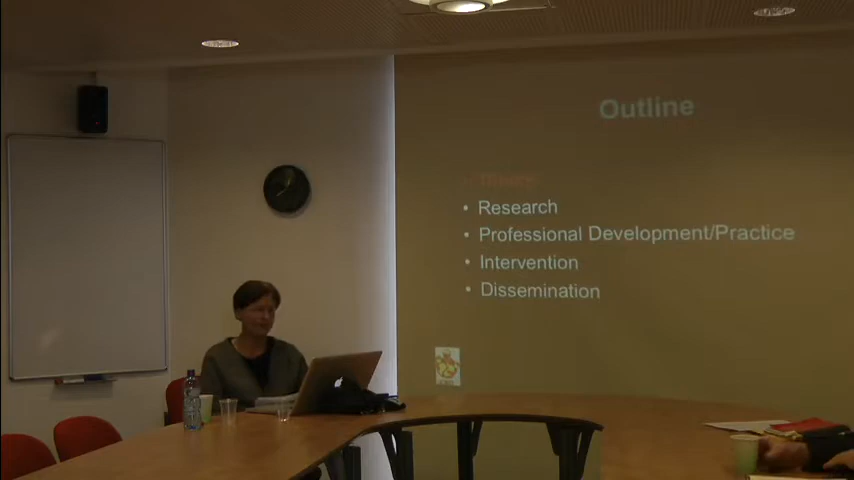 Outline
• Research
• Professional Development/Practice
• Intervention
• Dissemination